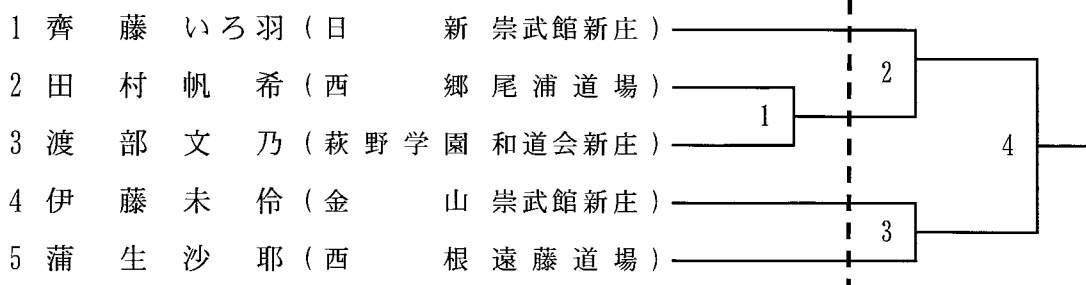 1 齊藤いろ羽(日新 崇武館新庄)
2 田村帆希(西郷 尾浦道場)
3 渡部文乃(萩野学園 和道会新庄)
4 伊藤未伶(金山 崇武館新庄)
5 蒲生沙耶(西根 遠藤道場)
1
2
3
4